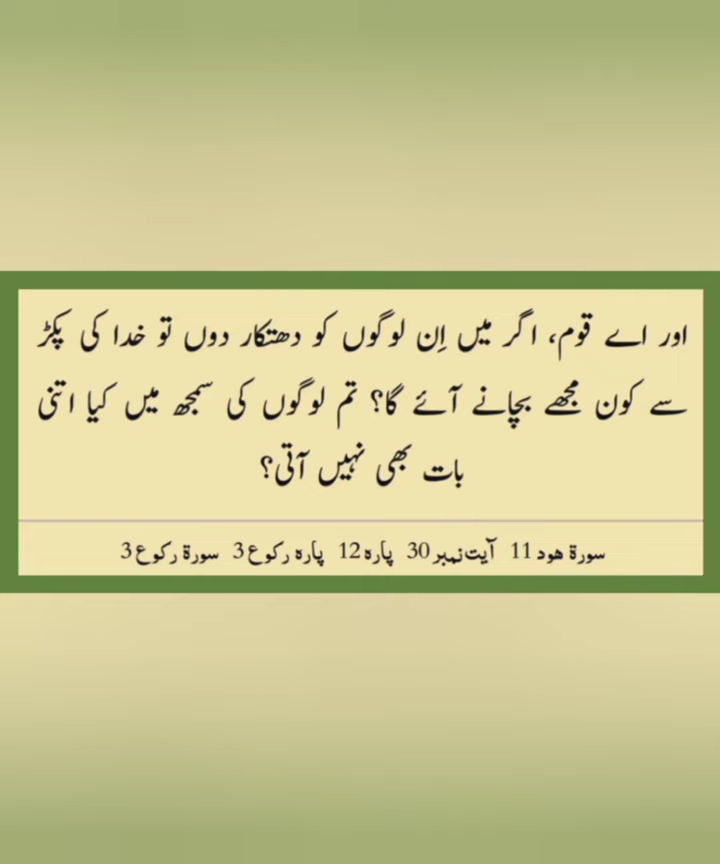 اور اے قوم، اگر میں اِن لوگوں کو دھتکار دوں تو خدا کی پکڑ
سے کون مجھے بچانے آئے گا؟ تم لوگوں کی سمجھ میں کیا اتنی
بات بھی نہیں آتی؟
سورۃ ھود 11 آیت نمبر 30 پارہ 12 پارہ رکوع 3 سورۃ رکوع 3